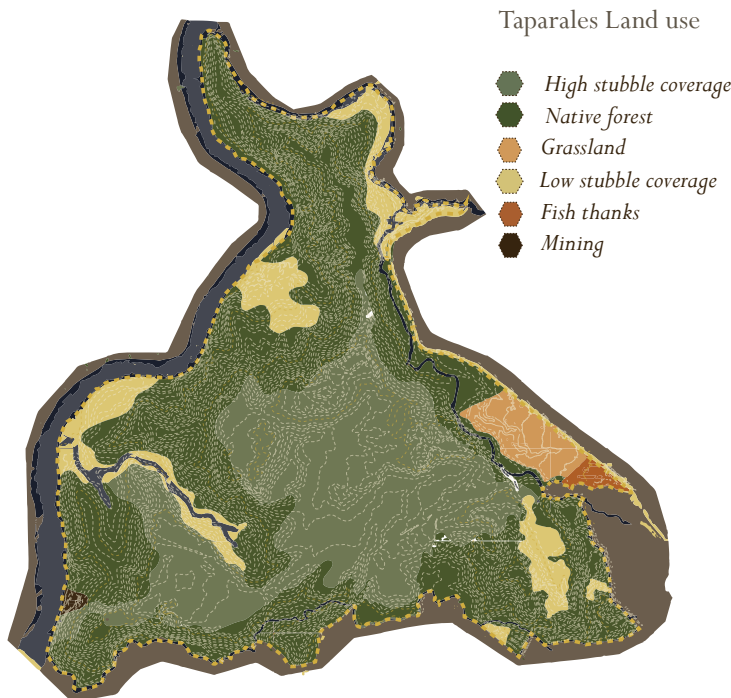 Taparales Land use
High stubble coverage
Native forest
Grassland
Low stubble coverage
Fish thanks
Mining